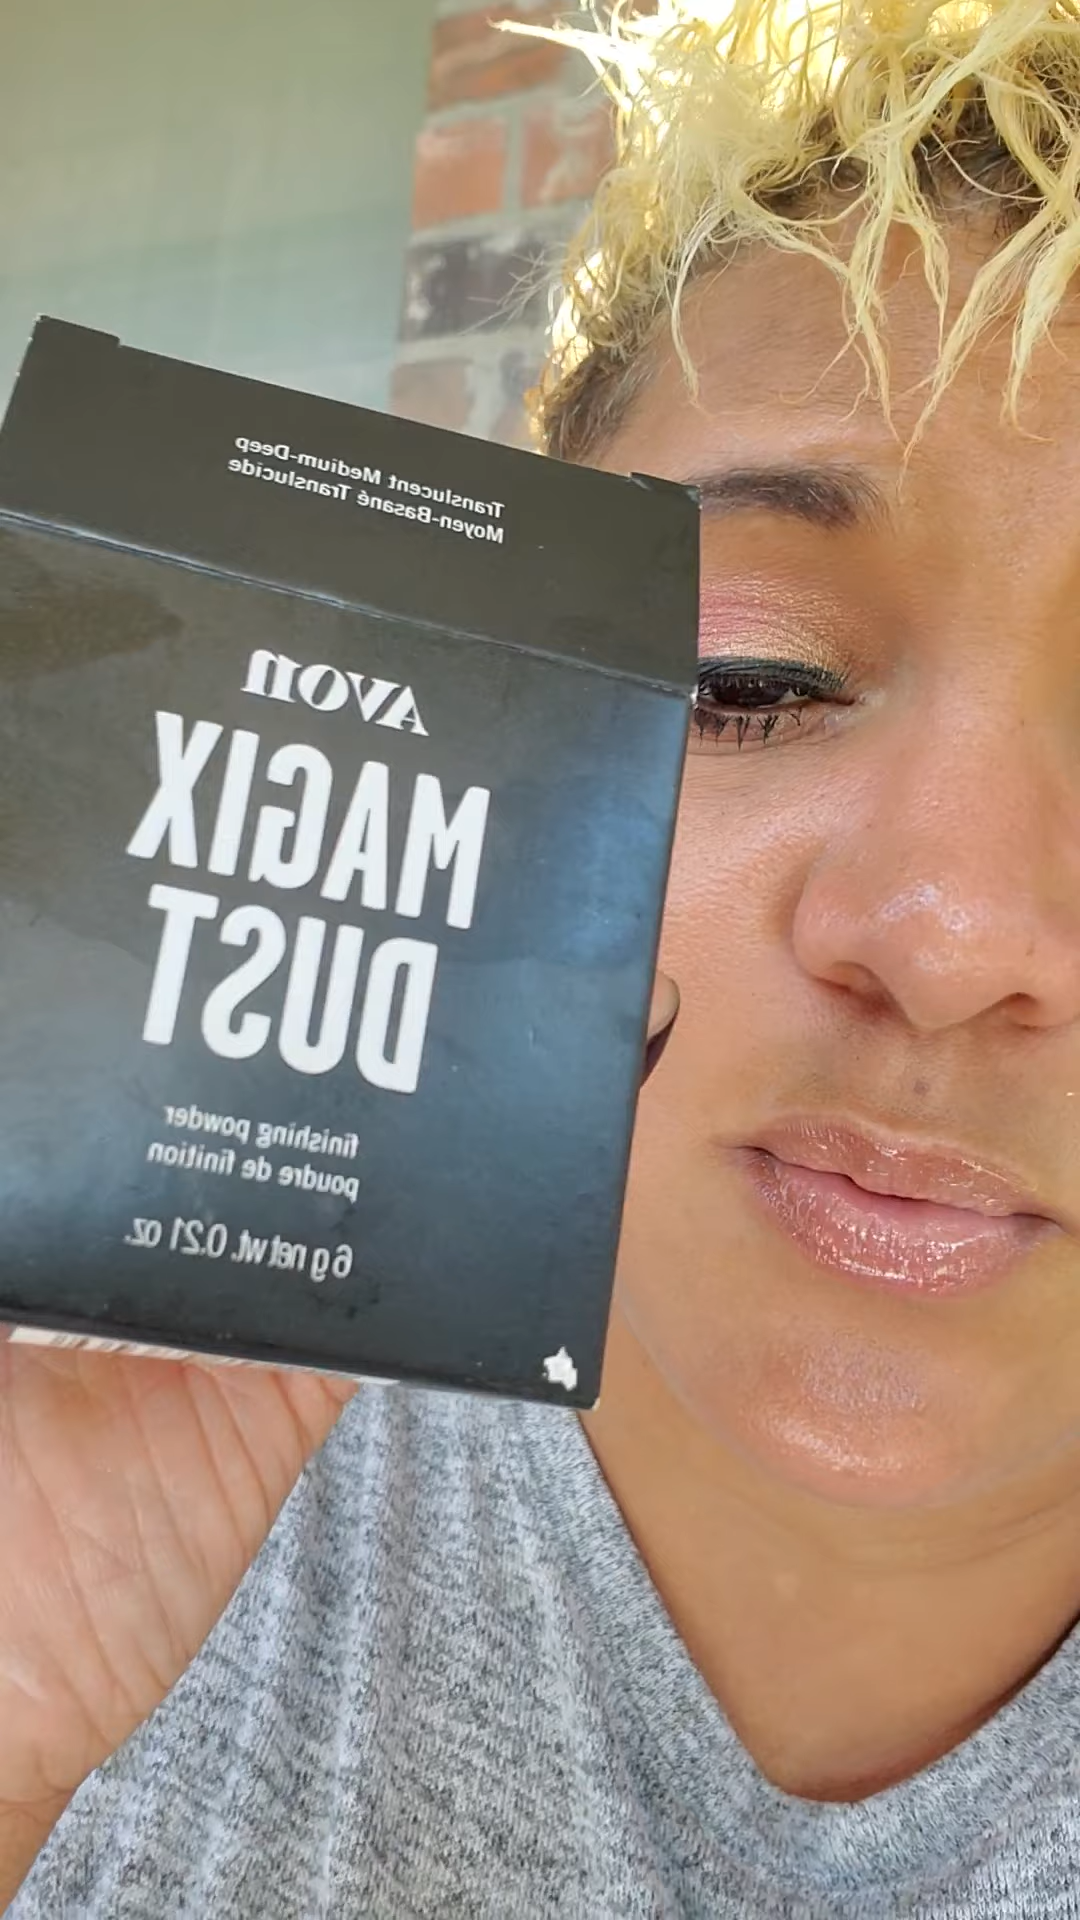 Translucent Medium-Deep
Moyen-Basané Translucide
AVON
MAGIX
DUST
finishing powder
poudre de finition
6 g net wt. 0.21 oz.